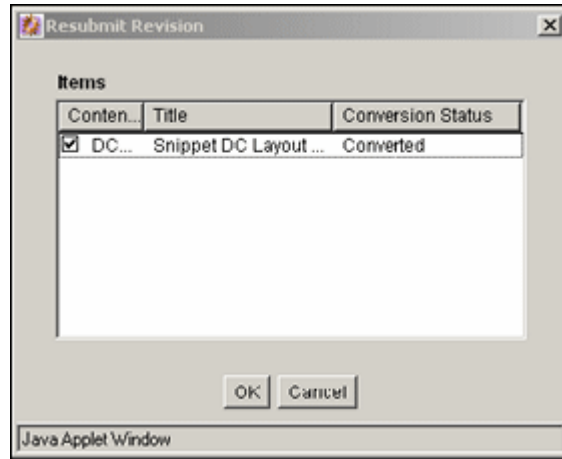 Resubmit Revision
Items
Conten... Title Conversion Status
DC... Snippet DC Layout ... Converted
OK Cancel
Java Applet Window